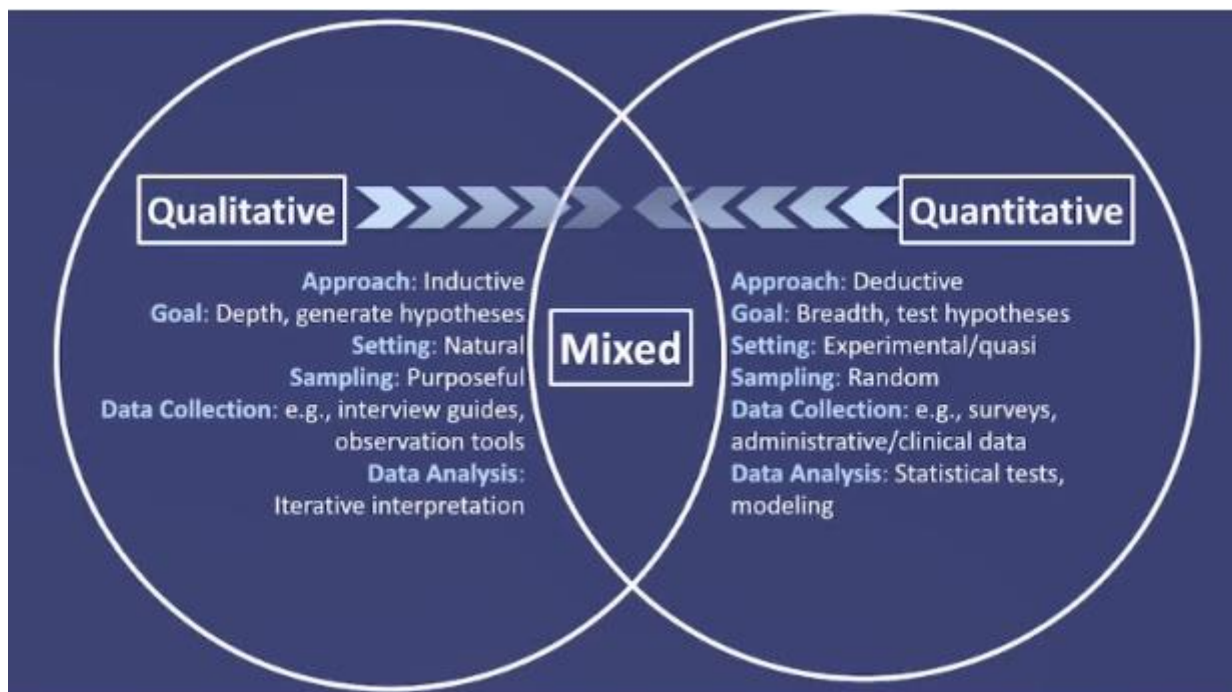 Qualitative
Approach: Inductive
Goal: Depth, generate hypotheses
Setting: Natural
Sampling: Purposeful
Data Collection: e.g., interview guides,
observation tools
Data Analysis:
Iterative interpretation
Mixed
Quantitative
Approach: Deductive
Goal: Breadth, test hypotheses
Setting: Experimental/quasi
Sampling: Random
Data Collection: e.g., surveys,
administrative/clinical data
Data Analysis: Statistical tests,
modeling